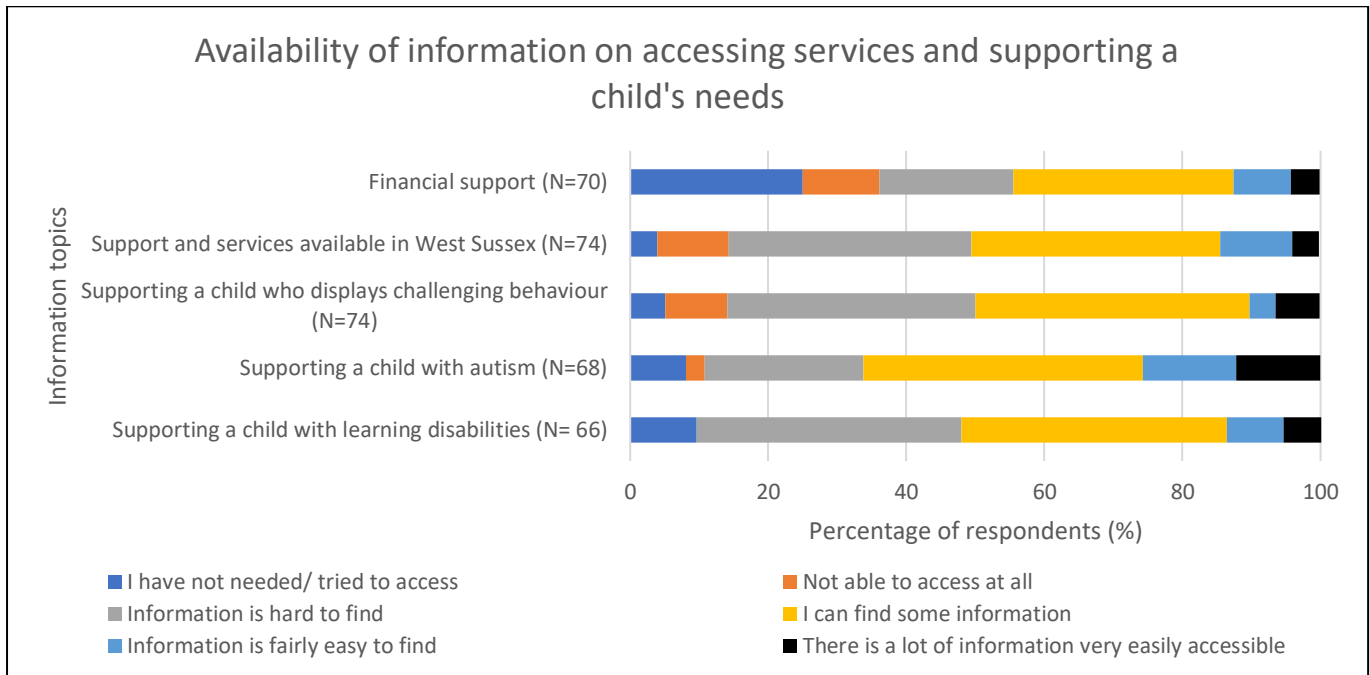 Availability of information on accessing services and supporting a
child's needs
Information topics
Financial support (N=70)
Support and services available in West Sussex (N=74)
Supporting a child who displays challenging behaviour
(N=74)
Supporting a child with autism (N=68)
Supporting a child with learning disabilities (N= 66)
0 20 40 60 80 100
Percentage of respondents (%)
I have not needed/ tried to access
Not able to access at all
Information is hard to find
I can find some information
Information is fairly easy to find
There is a lot of information very easily accessible